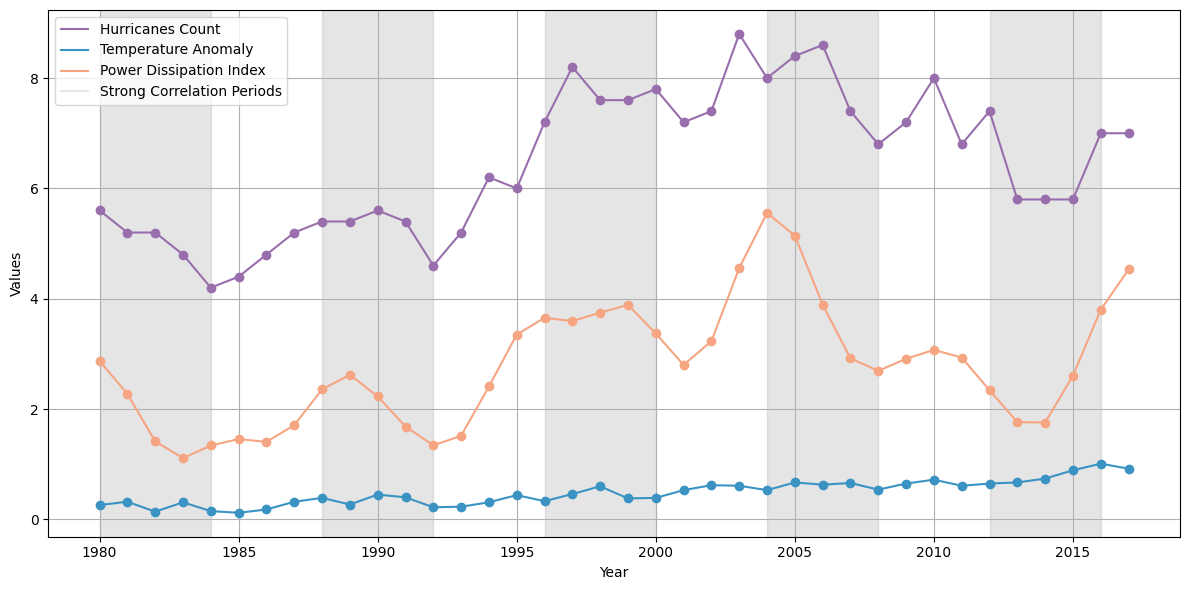 Hurricanes Count
Temperature Anomaly
Power Dissipation Index
Strong Correlation Periods
Values
8
6
4
2
0
1980 1985 1990 1995 2000 2005 2010 2015
Year